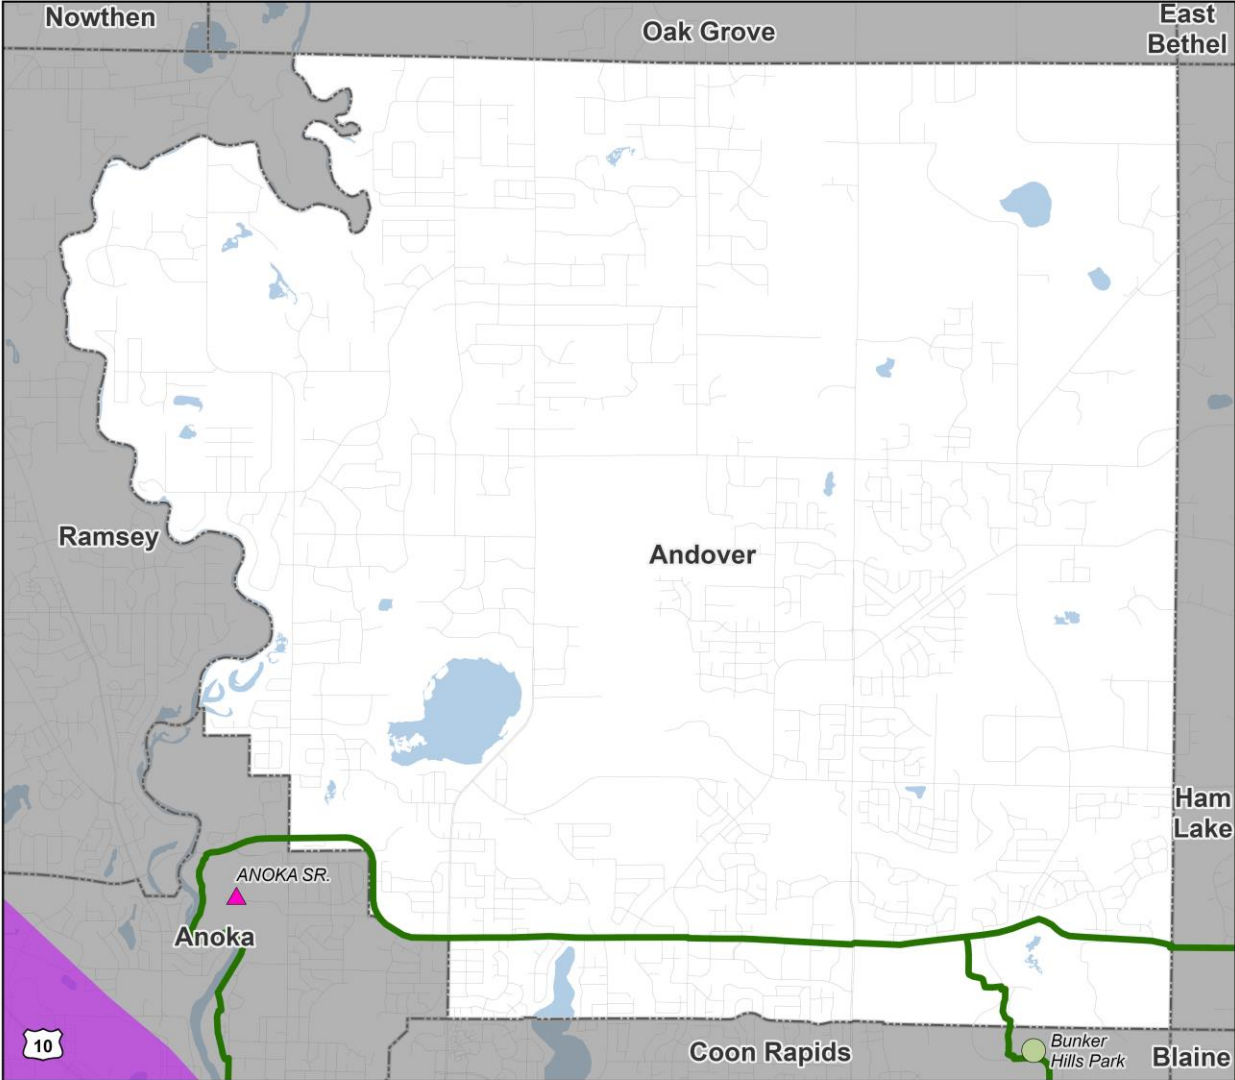 Nowthen
Oak Grove
East
Bethel
Ramsey
Andover
Ham
Lake
ANOKA SR.
Anoka
10
Coon Rapids
Bunker
Hills Park
Blaine